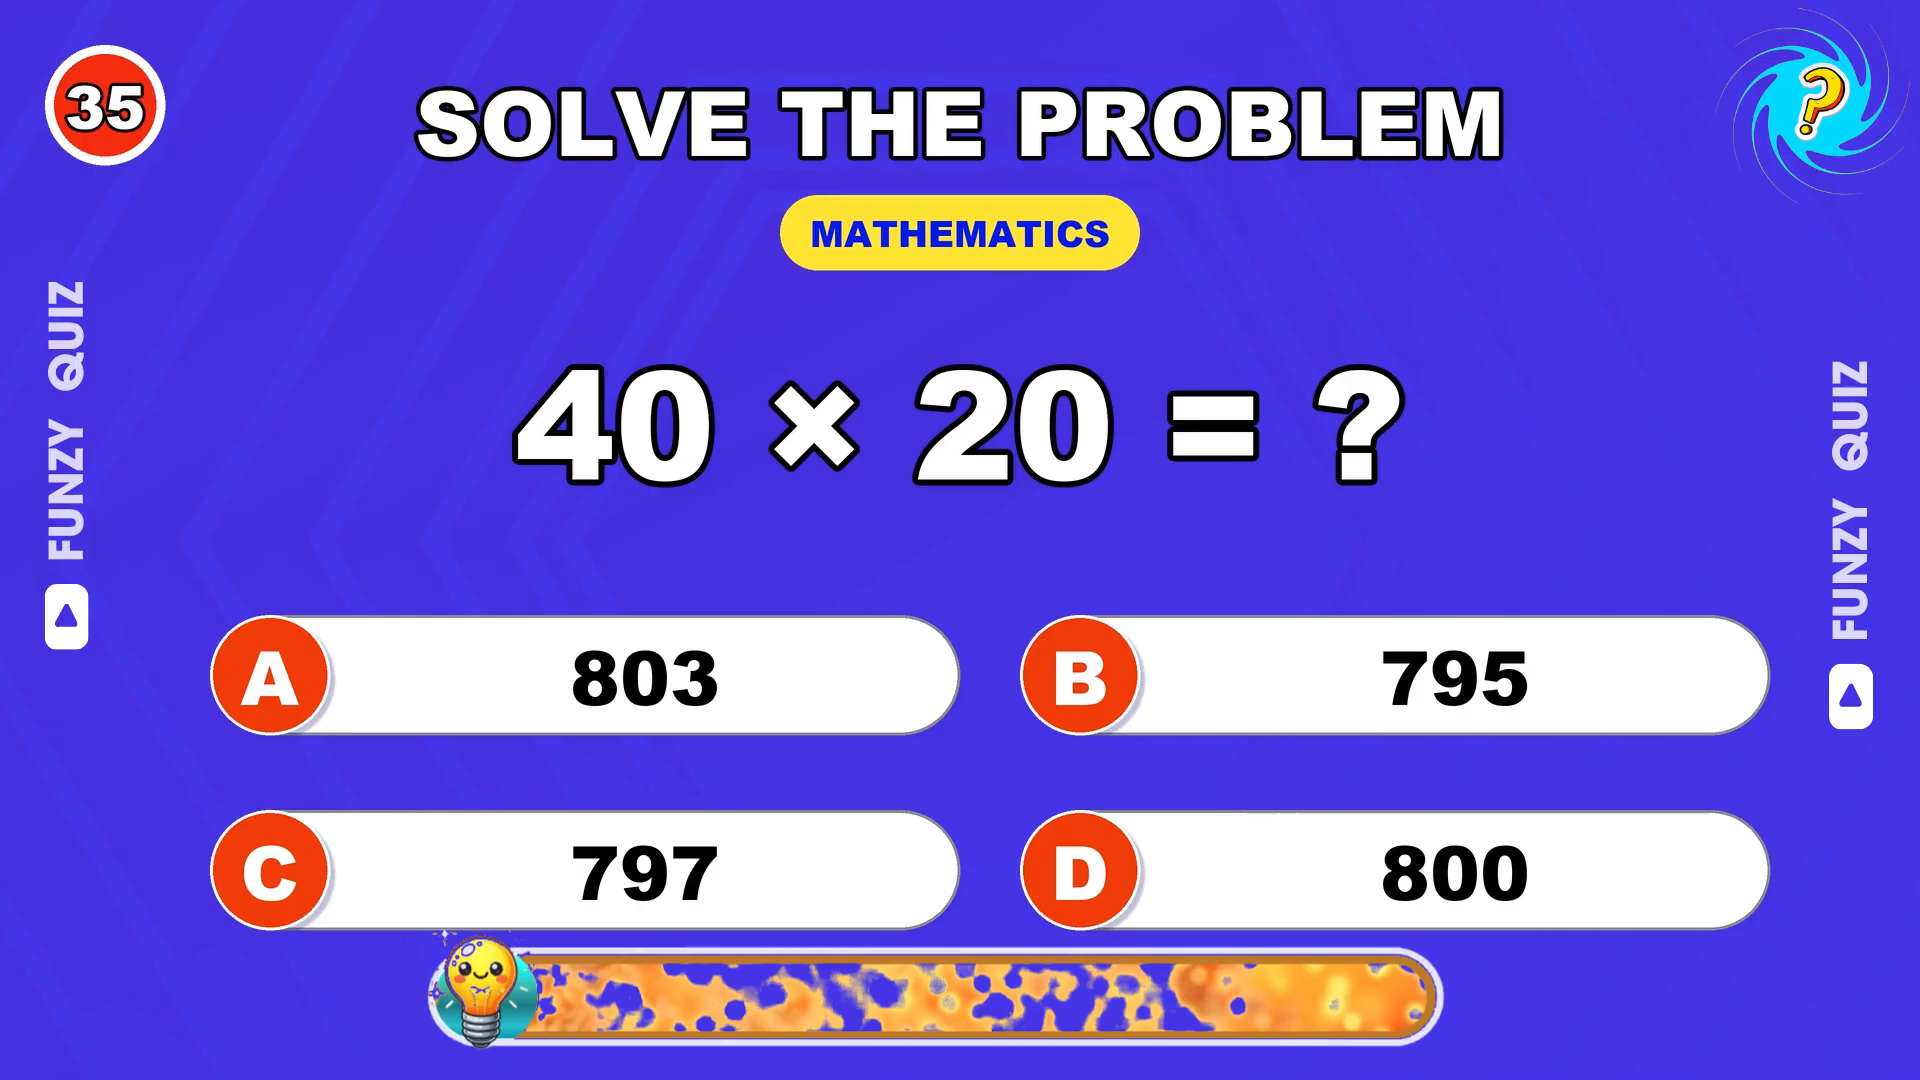 35
SOLVE THE PROBLEM
?
MATHEMATICS
FUNZY QUIZ
FUNZY QUIZ
40 × 20 = ?
A 803
B 795
C 797
D 800